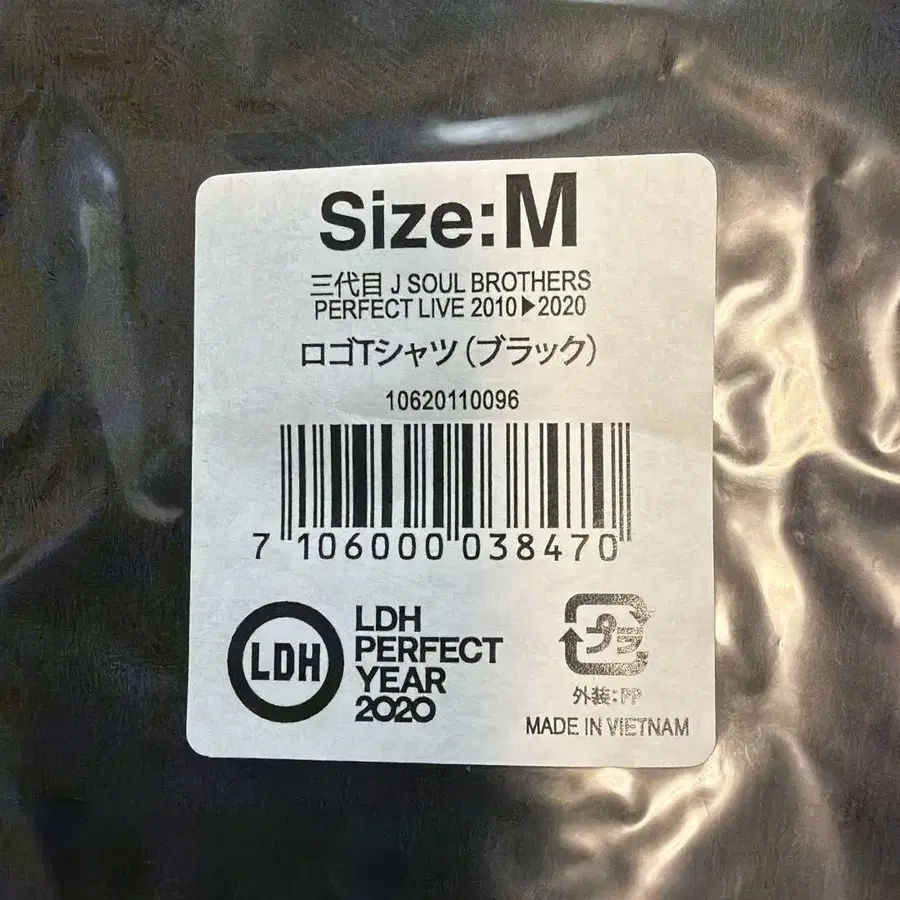 Size:M
三代目 J SOUL BROTHERS
PERFECT LIVE 2010▶2020
ロゴTシャツ(ブラック)
10620110096
7 106000 038470
LDH
LDH
PERFECT
YEAR
2020
プラ
外装:PP
MADE IN VIETNAM